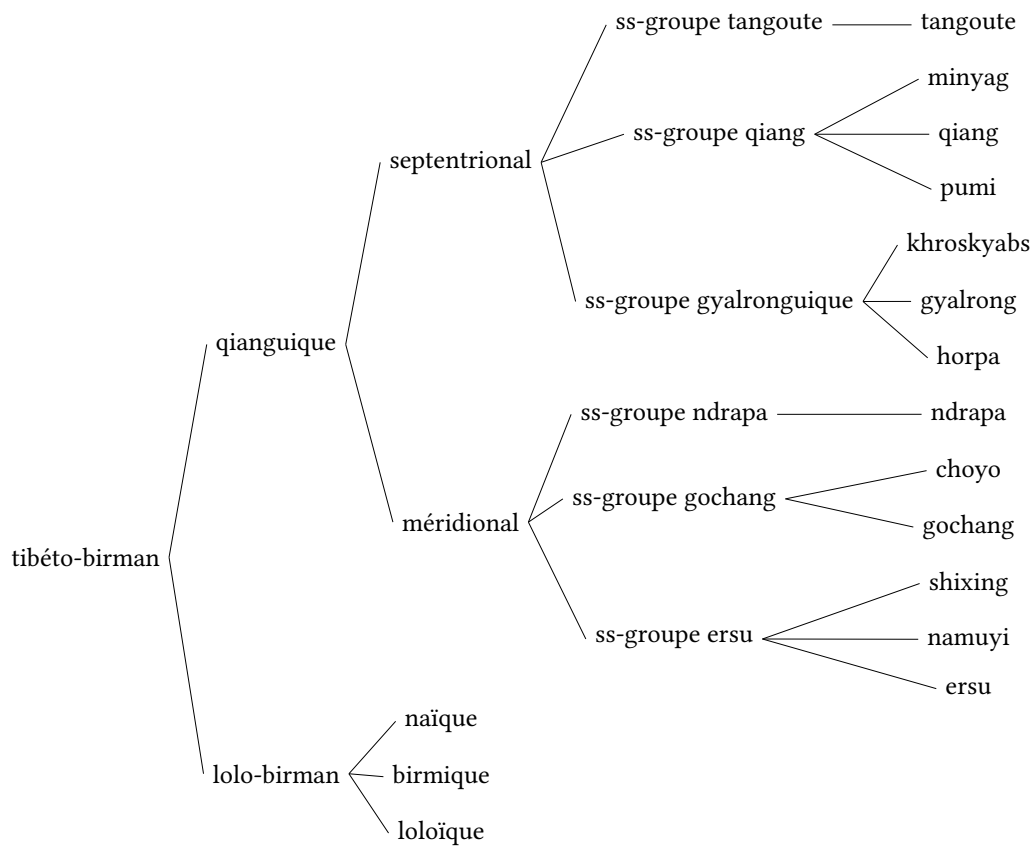 ss-groupe tangoute tangoute
minyag
ss-groupe qiang qiang
septentrional
pumi
khroskyabs
ss-groupe gyalronguique gyalrong
qianguique
horpa
ss-groupe ndrapa ndrapa
choyo
ss-groupe gochang
méridional gochang
tibéto-birman
shixing
ss-groupe ersu namuyi
ersu
naïque
lolo-birman birmique
loloïque